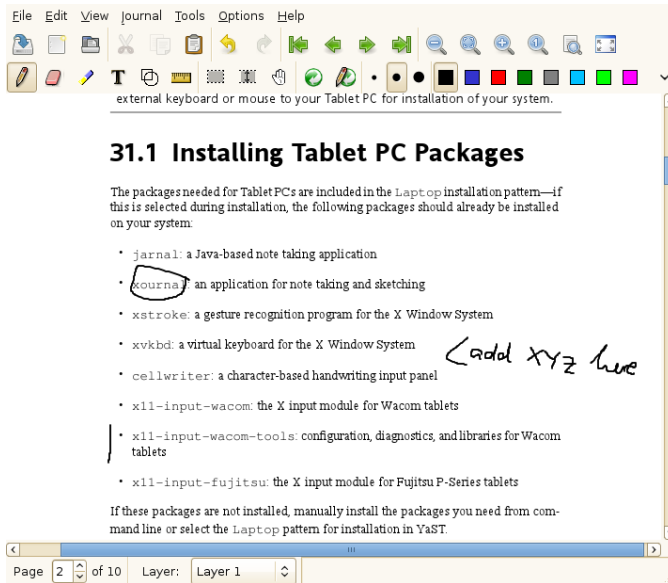 File Edit View Journal Tools Options Help
external keyboard or mouse to your Tablet PC for installation of your system.
31.1 Installing Tablet PC Packages
The packages needed for Tablet PCs are included in the Laptop installation pattern—if
this is selected during installation, the following packages should already be installed
on your system:
• jarnal: a Java-based note taking application
• xournal: an application for note taking and sketching
• xstroke: a gesture recognition program for the X Window System
• xvkbd: a virtual keyboard for the X Window System
<add XYZ here
• cellwriter: a character-based handwriting input panel
• x11-input-wacom: the X input module for Wacom tablets
• x11-input-wacom-tools: configuration, diagnostics, and libraries for Wacom
tablets
• x11-input-fujitsu: the X input module for Fujitsu P-Series tablets
If these packages are not installed, manually install the packages you need from com-
mand line or select the Laptop pattern for installation in YaST.
Page 2 of 10 Layer: Layer 1